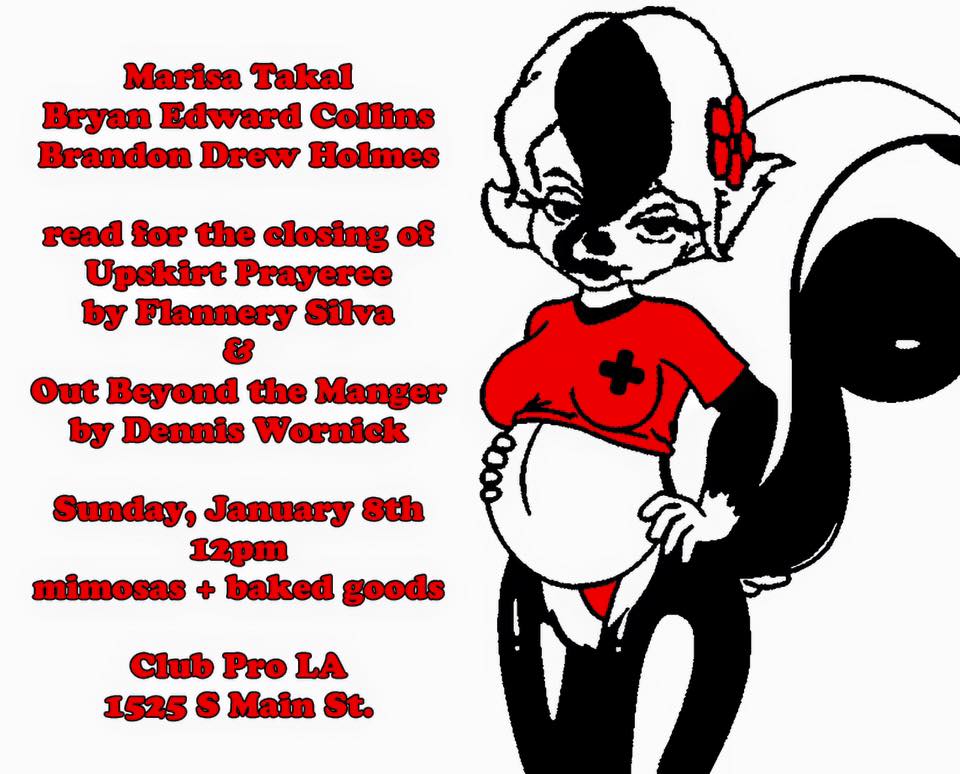 Marisa Takal
Bryan Edward Collins
Brandon Drew Holmes
read for the closing of
Upskirt Prayeree
by Flannery Silva
&
Out Beyond the Manger
by Dennis Wornick
Sunday, January 8th
12pm
mimosas + baked goods
Club Pro LA
1525 S Main St.